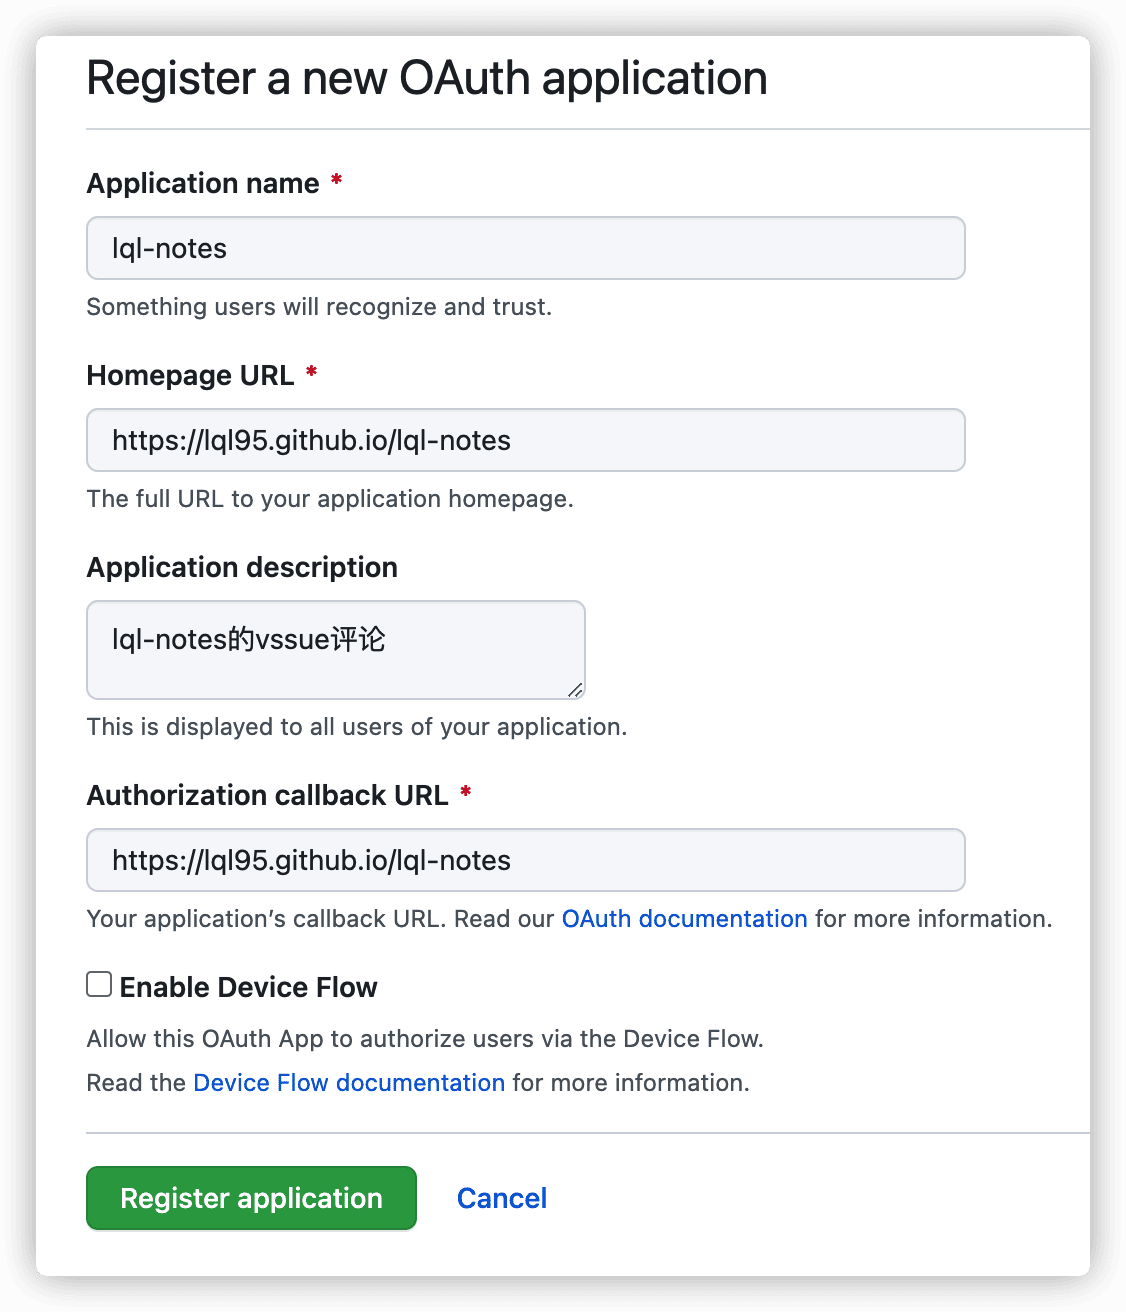 Register a new OAuth application
Application name *
lql-notes
Something users will recognize and trust.
Homepage URL *
https://lql95.github.io/lql-notes
The full URL to your application homepage.
Application description
lql-notes的vssue评论
This is displayed to all users of your application.
Authorization callback URL *
https://lql95.github.io/lql-notes
Your application’s callback URL. Read our OAuth documentation for more information.
Enable Device Flow
Allow this OAuth App to authorize users via the Device Flow.
Read the Device Flow documentation for more information.
Register application Cancel